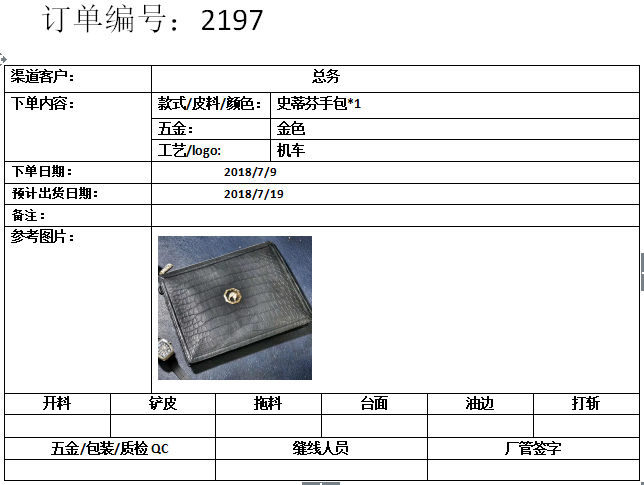 订单编号：2197
渠道客户： 总务
下单内容： 款式/皮料/颜色： 史蒂芬手包*1
五金： 金色
工艺/logo: 机车
下单日期： 2018/7/9
预计出货日期： 2018/7/19
备注：
参考图片：
开料 铲皮 拖料 台面 油边 打斩
五金/包装/质检 QC 缝线人员 厂管签字